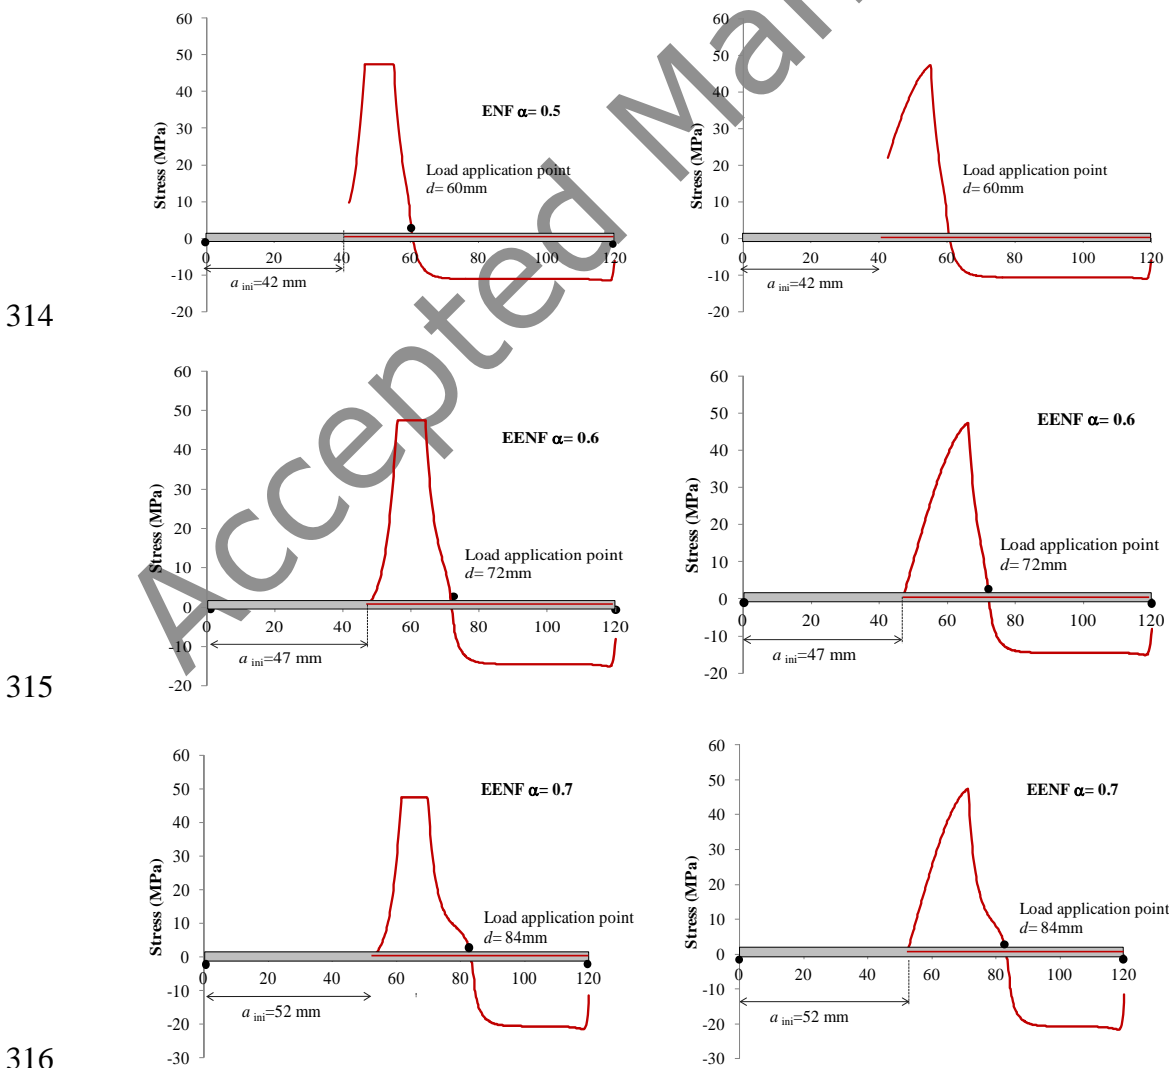 60
50
40
30
20
10
0
-10
-20
Stress (MPa)
ENF α= 0.5
Load application point
d= 60mm
0 20 40 60 80 100 120
a ini=42 mm
60
50
40
30
20
10
0
-10
-20
Stress (MPa)
Load application point
d= 60mm
0 20 40 60 80 100 120
a ini=42 mm
314
60
50
40
30
20
10
0
-10
-20
Stress (MPa)
EENF α= 0.6
Load application point
d= 72mm
0 20 40 60 80 100 120
a ini=47 mm
60
50
40
30
20
10
0
-10
-20
Stress (MPa)
EENF α= 0.6
Load application point
d= 72mm
0 20 40 60 80 100 120
a ini=47 mm
315
60
50
40
30
20
10
0
-10
-20
-30
Stress (MPa)
EENF α= 0.7
Load application point
d= 84mm
0 20 40 60 80 100 120
a ini=52 mm
60
50
40
30
20
10
0
-10
-20
-30
Stress (MPa)
EENF α= 0.7
Load application point
d= 84mm
0 20 40 60 80 100 120
a ini=52 mm
316
Accepted